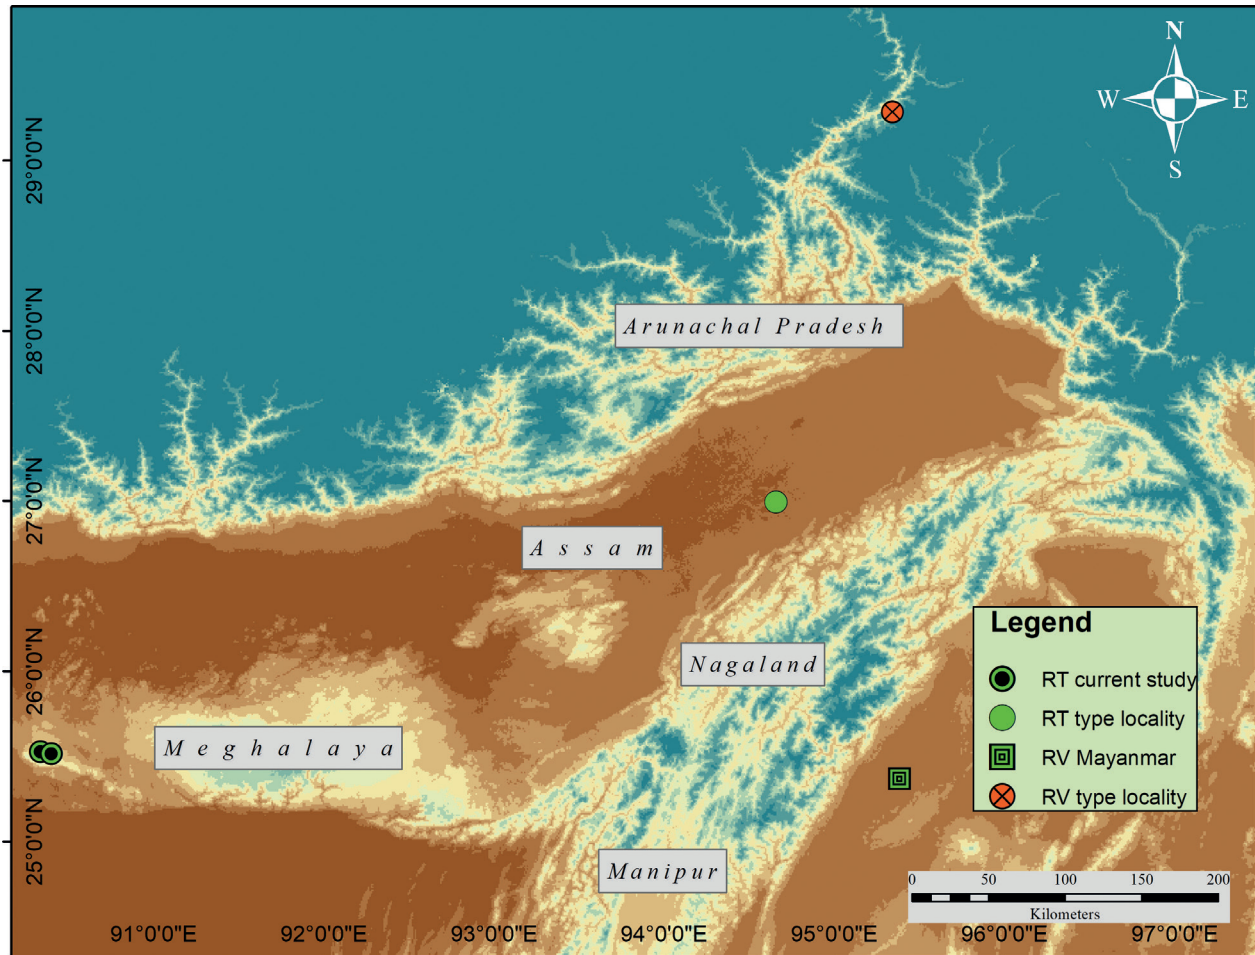 N
W E
S
29°0'0"N
28°0'0"N
27°0'0"N
26°0'0"N
25°0'0"N
Arunachal Pradesh
Assam
Nagaland
Meghalaya
Manipur
Legend
RT current study
RT type locality
RV Mayanmar
RV type locality
0 50 100 150 200
Kilometers
91°0'0"E 92°0'0"E 93°0'0"E 94°0'0"E 95°0'0"E 96°0'0"E 97°0'0"E